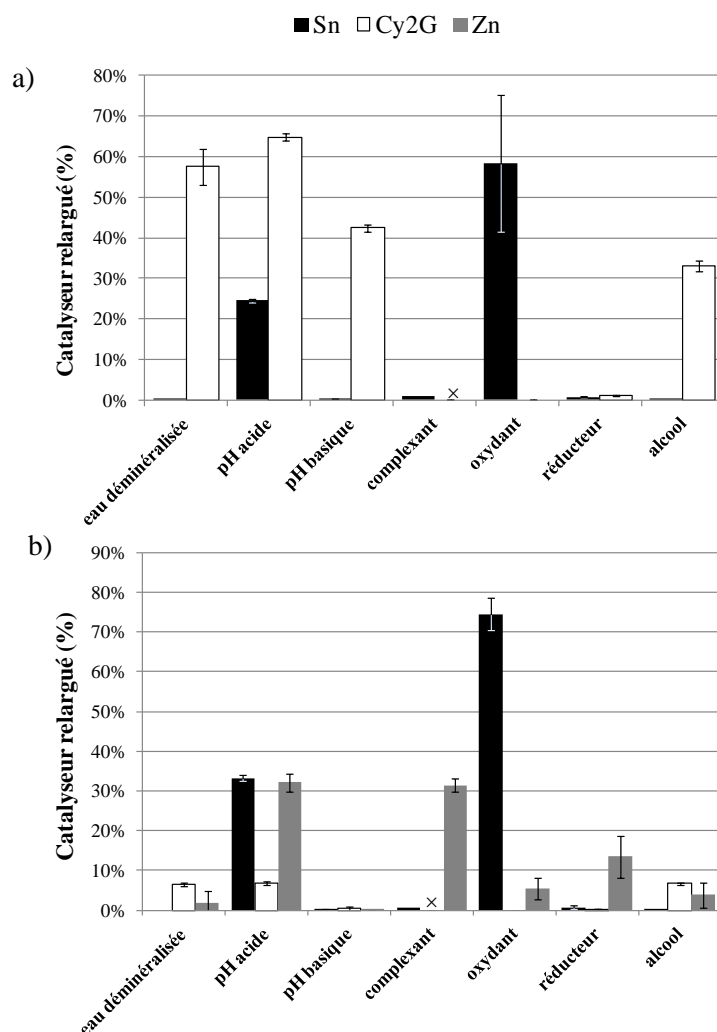 Sn Cy2G Zn
a)
Catalyseur relargué (%)
80%
70%
60%
50%
40%
30%
20%
10%
0%
eau déminéralisée
pH acide
pH basique
complexant
oxydant
réducteur
alcool
b)
Catalyseur relargué (%)
90%
80%
70%
60%
50%
40%
30%
20%
10%
0%
eau déminéralisée
pH acide
pH basique
complexant
oxydant
réducteur
alcool